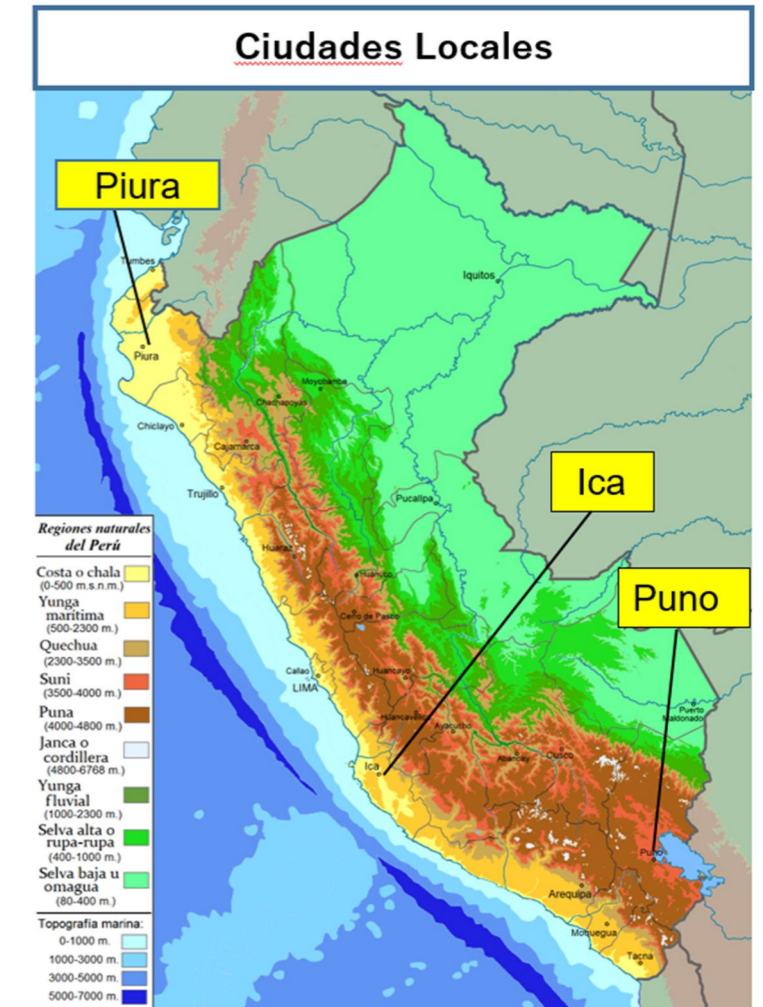 Ciudades Locales
Piura
Tumbes
Iquitos
Piura
Moyobamba
Chachapoyas
Chiclayo
Cajamarca
Trujillo
Ica
Pucallpa
Huaraz
Huánuco
Puno
Cerro de Pasco
Callao
LIMA
Huancayo
Puerto
Maldonado
Huancavelica
Ayacucho
Abancay
Cusco
Ica
Puno
Arequipa
Moquegua
Tacna
Regiones naturales
del Perú
Costa o chala
(0-500 m.s.n.m.)
Yunga
marítima
(500-2300 m.)
Quechua
(2300-3500 m.)
Suni
(3500-4000 m.)
Puna
(4000-4800 m.)
Janca o
cordillera
(4800-6768 m.)
Yunga
fluvial
(1000-2300 m.)
Selva alta o
rupa-rupa
(400-1000 m.)
Selva baja u
omagua
(80-400 m.)
Topografía marina:
0-1000 m.
1000-3000 m.
3000-5000 m.
5000-7000 m.